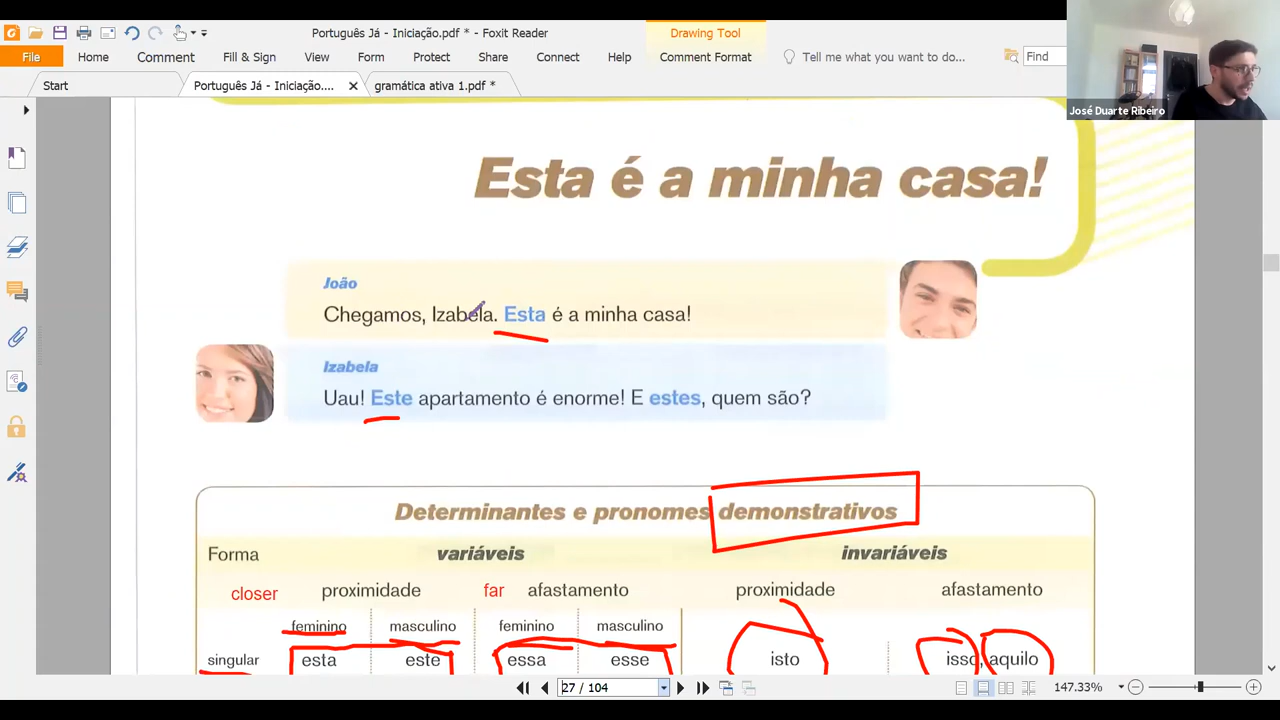 Português Já - Iniciação.pdf * - Foxit Reader
Drawing Tool
File Home Comment Fill & Sign View Form Protect Share Connect Help Comment Format Tell me what you want to do... Find
José Duarte Ribeiro
Start Português Já - Iniciação.... gramática ativa 1.pdf *
Esta é a minha casa!
João
Chegamos, Izabela. Esta é a minha casa!
Izabela
Uau! Este apartamento é enorme! E estes, quem são?
Determinantes e pronomes demonstrativos
Forma variáveis invariáveis
closer proximidade far afastamento proximidade afastamento
feminino masculino feminino masculino
singular esta este essa esse isto isso, aquilo
27 / 104 147.33%